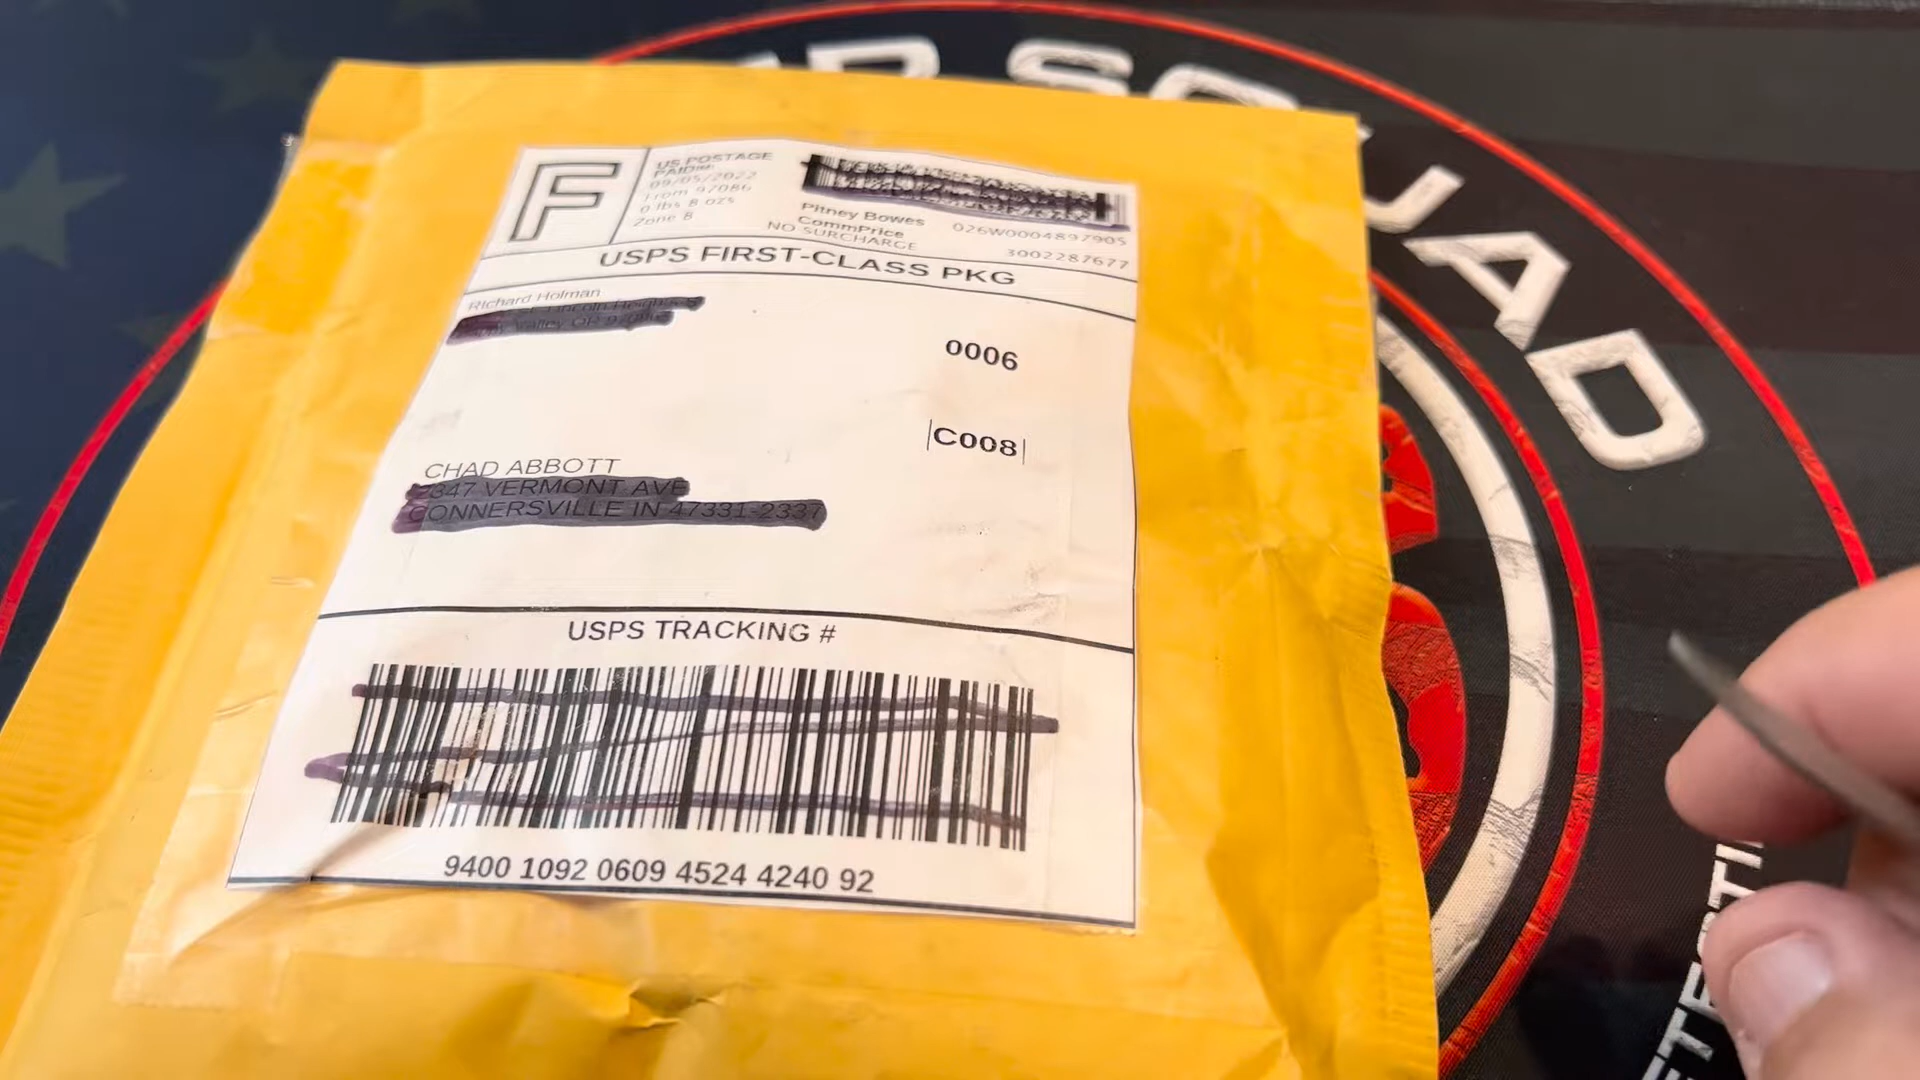 SQUAD
F
US POSTAGE
PAID
09/05/2022
From 97086
0 lbs 8 ozs
Zone 8
Pitney Bowes
CommPrice
NO SURCHARGE
026W0004897905
3002287677
USPS FIRST-CLASS PKG
Richard Holman
0006
C008
CHAD ABBOTT
USPS TRACKING #
9400 1092 0609 4524 4240 92